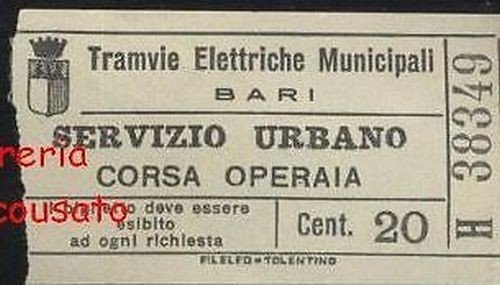 Tramvie Elettriche Municipali
BARI
SERVIZIO URBANO
CORSA OPERAIA
deve essere
esibito
ad ogni richiesta
Cent. 20
H 38349
FILELFO - TOLENTINO
reria
cousato